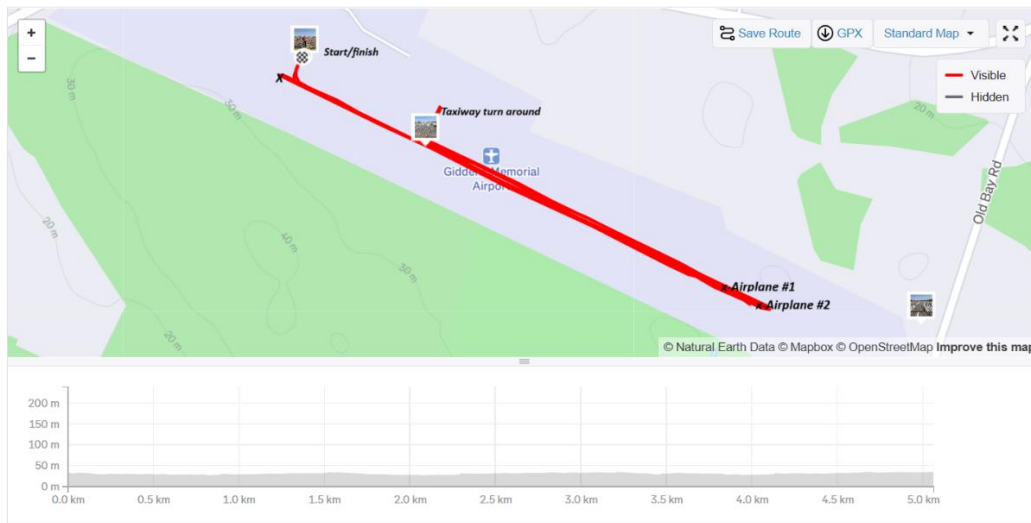 +
−
Start/finish
Save Route
GPX
Standard Map
Visible
Hidden
X
30 m
30 m
Taxiway turn around
20 m
Airport
Old Bay Rd
20 m
40 m
30 m
x Airplane #1
x Airplane #2
20 m
© Natural Earth Data © Mapbox © OpenStreetMap Improve this map
200 m
150 m
100 m
50 m
0 m
0.0 km 0.5 km 1.0 km 1.5 km 2.0 km 2.5 km 3.0 km 3.5 km 4.0 km 4.5 km 5.0 km